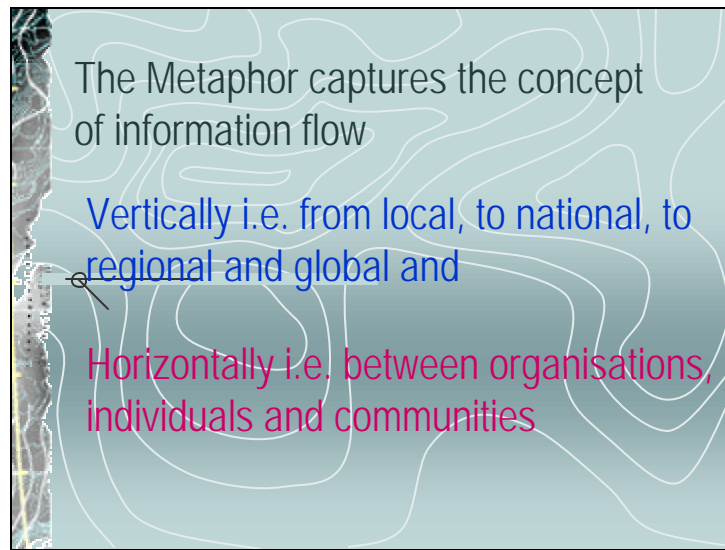 The Metaphor captures the concept
of information flow
Vertically i.e. from local, to national, to
regional and global and
Horizontally i.e. between organisations,
individuals and communities